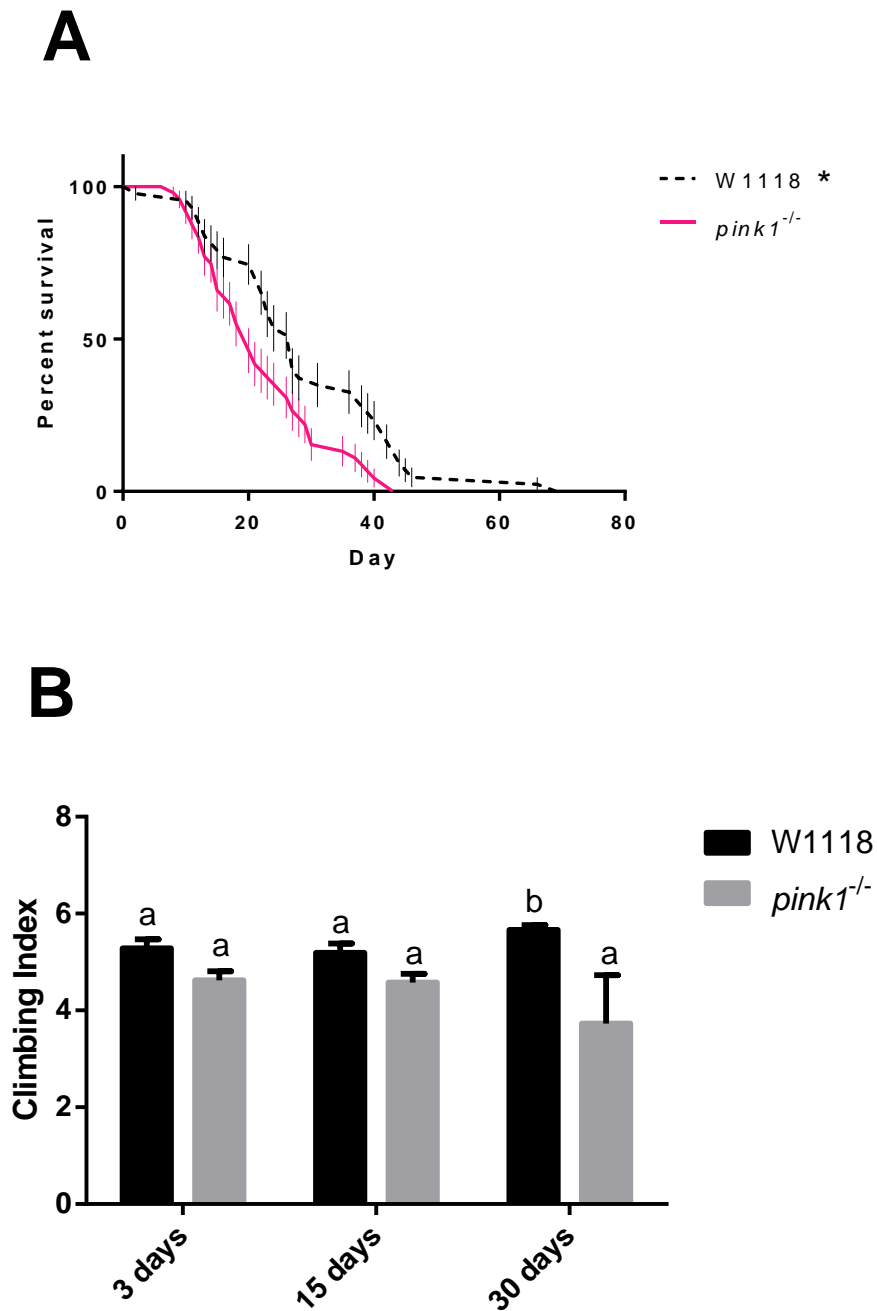 A
W1118 *
pink1-/-
Percent survival
100
50
0
0 20 40 60 80
Day
B
W1118
pink1-/-
Climbing Index
8
6
4
2
0
a a a a b a
3 days 15 days 30 days